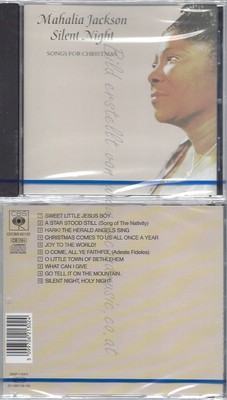 Mahalia Jackson
Silent Night
SONGS FOR CHRISTMAS
CBS
SWEET LITTLE JESUS BOY
A STAR STOOD STILL (Song of The Nativity)
HARK! THE HERALD ANGELS SING
CHRISTMAS COMES TO US ALL ONCE A YEAR
JOY TO THE WORLD!
O COME, ALL YE FAITHFUL (Adeste Fideles)
O LITTLE TOWN OF BETHLEHEM
WHAT CAN I GIVE
GO TELL IT ON THE MOUNTAIN
SILENT NIGHT, HOLY NIGHT